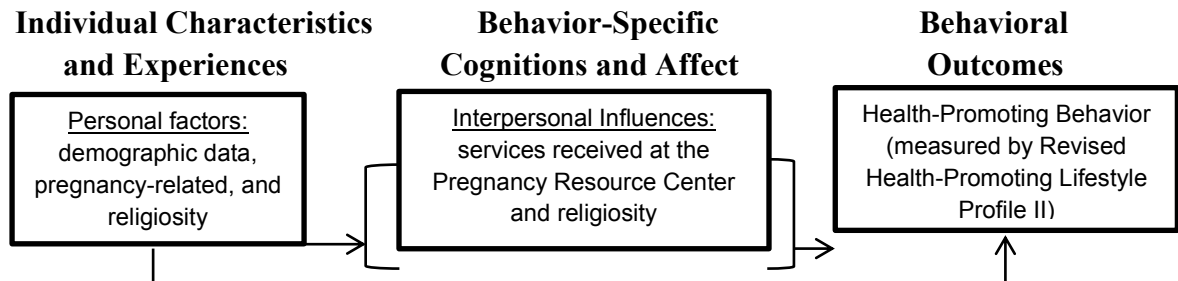 Individual Characteristics
and Experiences
Personal factors:
demographic data,
pregnancy-related, and
religiosity
Behavior-Specific
Cognitions and Affect
Interpersonal Influences:
services received at the
Pregnancy Resource Center
and religiosity
Behavioral
Outcomes
Health-Promoting Behavior
(measured by Revised
Health-Promoting Lifestyle
Profile II)